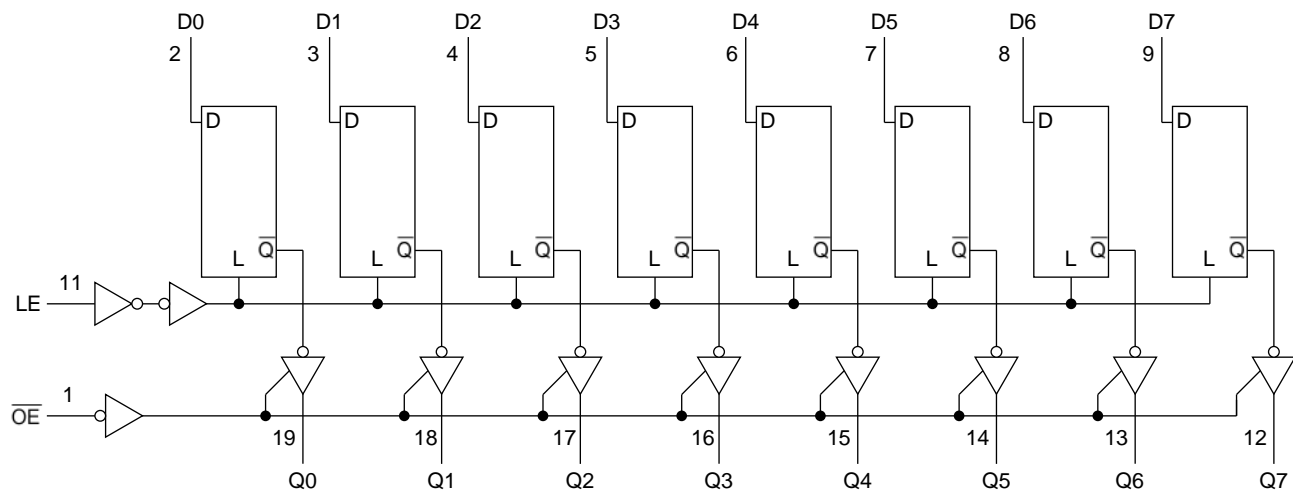 D0 D1 D2 D3 D4 D5 D6 D7
2 3 4 5 6 7 8 9
D D D D D D D D
Q̅ Q̅ Q̅ Q̅ Q̅ Q̅ Q̅ Q̅
L L L L L L L L
11
LE
1
O̅E̅
19 18 17 16 15 14 13 12
Q0 Q1 Q2 Q3 Q4 Q5 Q6 Q7